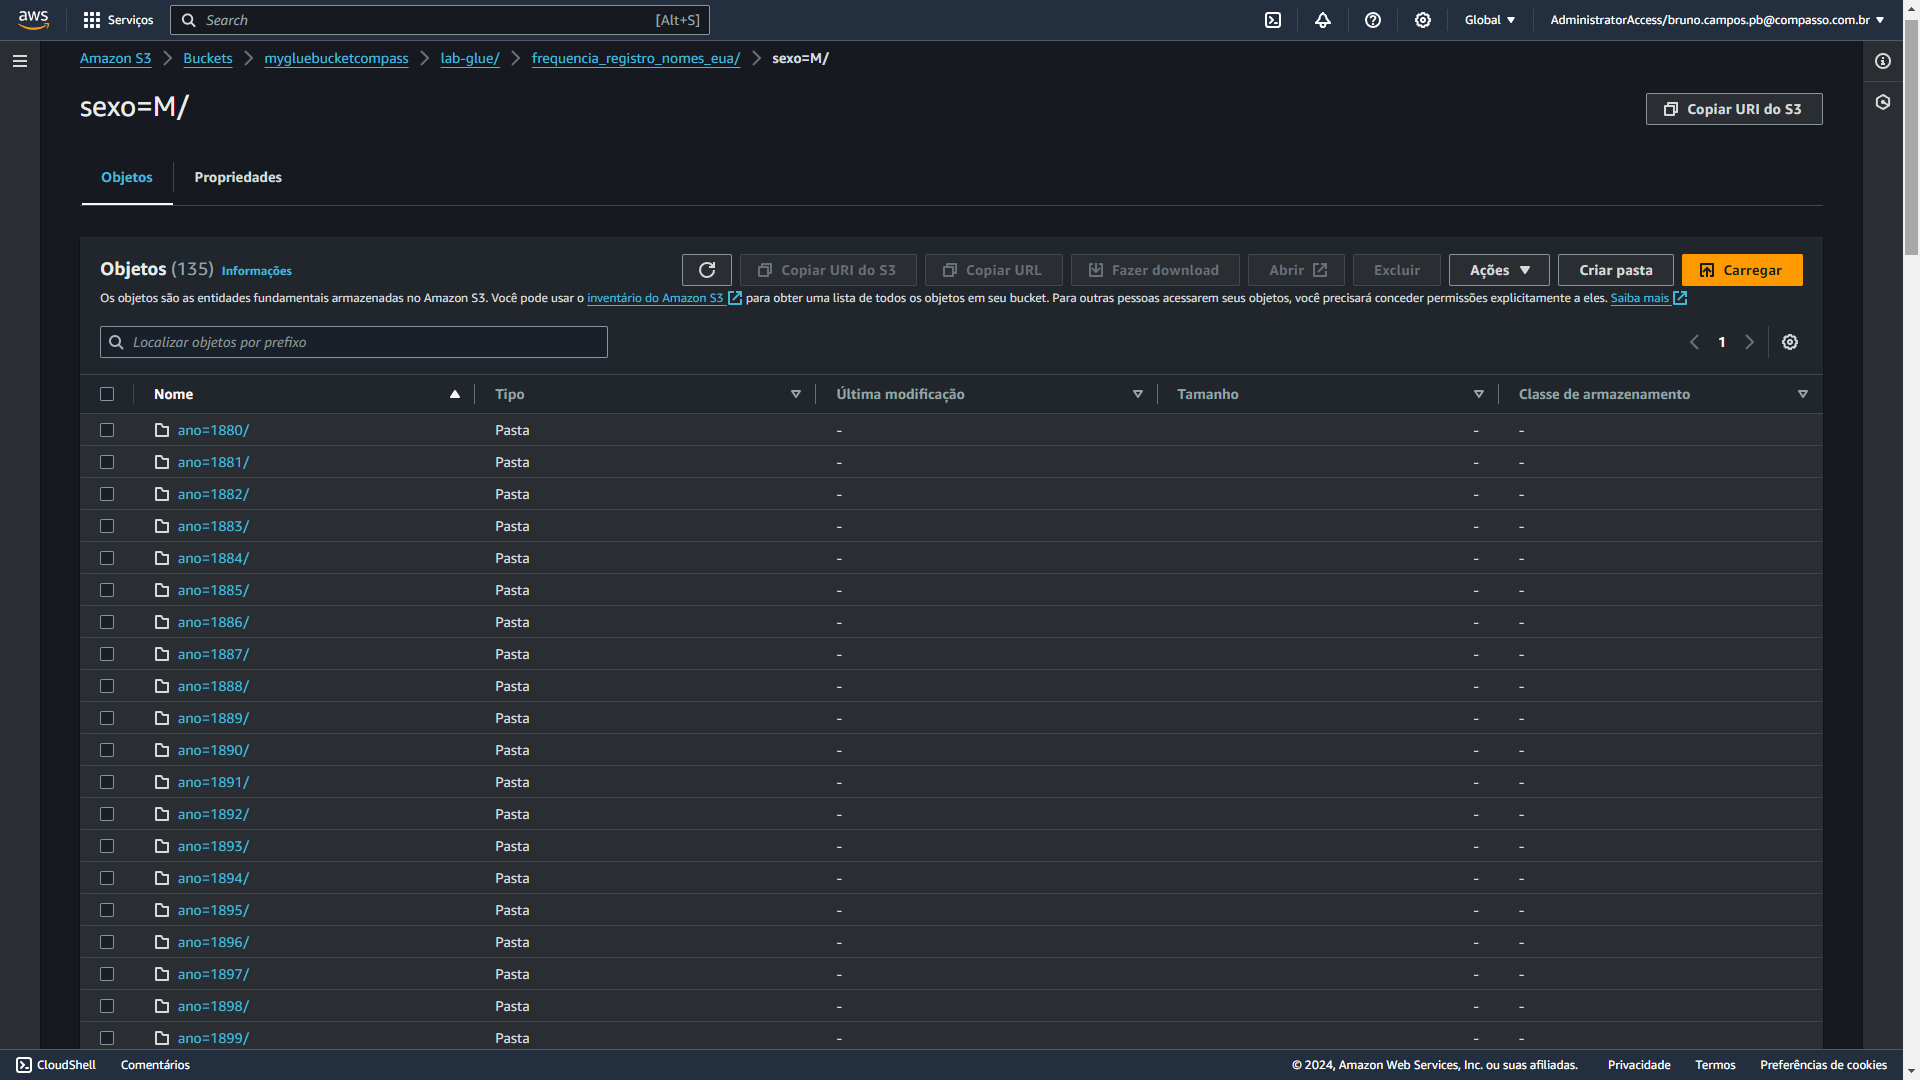 aws Serviços Search [Alt+S] Global AdministratorAccess/bruno.campos.pb@compasso.com.br
Amazon S3 Buckets mygluebucketcompass lab-glue/ frequencia_registro_nomes_eua/ sexo=M/
sexo=M/ Copiar URI do S3
Objetos Propriedades
Objetos (135) Informações Copiar URI do S3 Copiar URL Fazer download Abrir Excluir Ações Criar pasta Carregar
Os objetos são as entidades fundamentais armazenadas no Amazon S3. Você pode usar o inventário do Amazon S3 para obter uma lista de todos os objetos em seu bucket. Para outras pessoas acessarem seus objetos, você precisará conceder permissões explicitamente a eles. Saiba mais
Localizar objetos por prefixo 1
Nome Tipo Última modificação Tamanho Classe de armazenamento
ano=1880/ Pasta - - -
ano=1881/ Pasta - - -
ano=1882/ Pasta - - -
ano=1883/ Pasta - - -
ano=1884/ Pasta - - -
ano=1885/ Pasta - - -
ano=1886/ Pasta - - -
ano=1887/ Pasta - - -
ano=1888/ Pasta - - -
ano=1889/ Pasta - - -
ano=1890/ Pasta - - -
ano=1891/ Pasta - - -
ano=1892/ Pasta - - -
ano=1893/ Pasta - - -
ano=1894/ Pasta - - -
ano=1895/ Pasta - - -
ano=1896/ Pasta - - -
ano=1897/ Pasta - - -
ano=1898/ Pasta - - -
ano=1899/ Pasta - - -
CloudShell Comentários © 2024, Amazon Web Services, Inc. ou suas afiliadas. Privacidade Termos Preferências de cookies